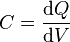 C = dQ/dV